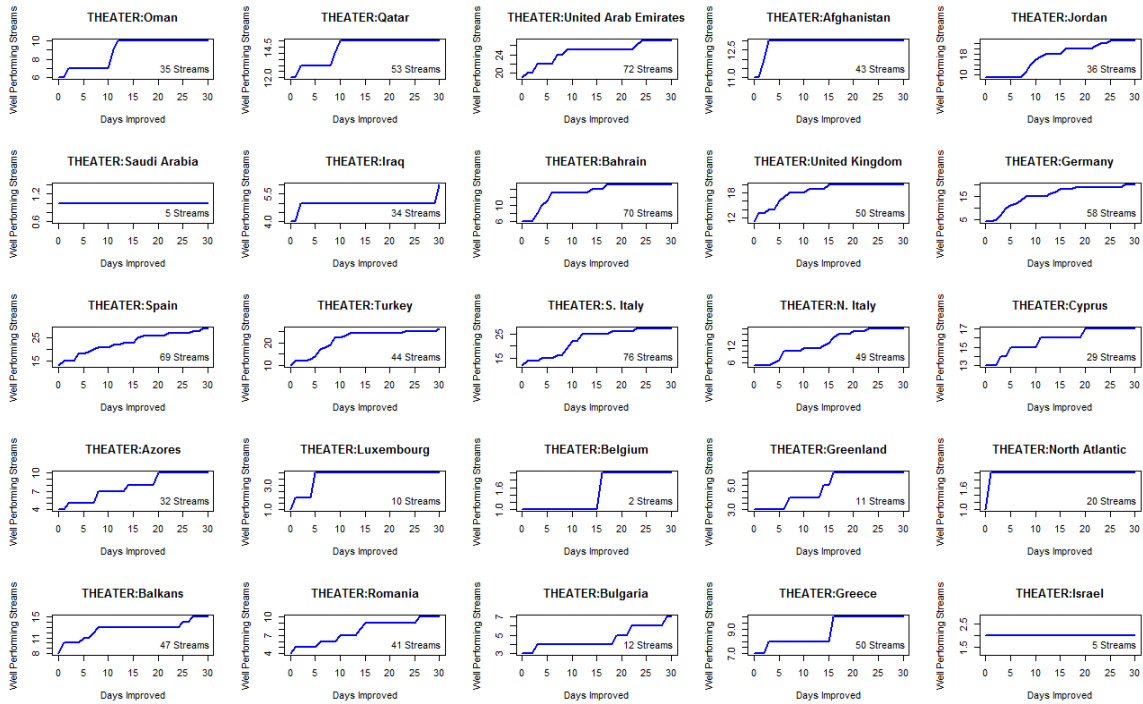 THEATER:Oman
Well Performing Streams
10
8
6
35 Streams
0 5 10 15 20 25 30
Days Improved
THEATER:Qatar
Well Performing Streams
14.5
12.0
53 Streams
0 5 10 15 20 25 30
Days Improved
THEATER:United Arab Emirates
Well Performing Streams
24
20
72 Streams
0 5 10 15 20 25 30
Days Improved
THEATER:Afghanistan
Well Performing Streams
12.5
11.0
43 Streams
0 5 10 15 20 25 30
Days Improved
THEATER:Jordan
Well Performing Streams
18
10
36 Streams
0 5 10 15 20 25 30
Days Improved
THEATER:Saudi Arabia
Well Performing Streams
1.2
0.6
5 Streams
0 5 10 15 20 25 30
Days Improved
THEATER:Iraq
Well Performing Streams
5.5
4.0
34 Streams
0 5 10 15 20 25 30
Days Improved
THEATER:Bahrain
Well Performing Streams
10
6
70 Streams
0 5 10 15 20 25 30
Days Improved
THEATER:United Kingdom
Well Performing Streams
18
12
50 Streams
0 5 10 15 20 25 30
Days Improved
THEATER:Germany
Well Performing Streams
15
5
58 Streams
0 5 10 15 20 25 30
Days Improved
THEATER:Spain
Well Performing Streams
25
15
69 Streams
0 5 10 15 20 25 30
Days Improved
THEATER:Turkey
Well Performing Streams
20
10
44 Streams
0 5 10 15 20 25 30
Days Improved
THEATER:S. Italy
Well Performing Streams
25
15
76 Streams
0 5 10 15 20 25 30
Days Improved
THEATER:N. Italy
Well Performing Streams
12
6
49 Streams
0 5 10 15 20 25 30
Days Improved
THEATER:Cyprus
Well Performing Streams
17
15
13
29 Streams
0 5 10 15 20 25 30
Days Improved
THEATER:Azores
Well Performing Streams
10
7
4
32 Streams
0 5 10 15 20 25 30
Days Improved
THEATER:Luxembourg
Well Performing Streams
3.0
1.0
10 Streams
0 5 10 15 20 25 30
Days Improved
THEATER:Belgium
Well Performing Streams
1.6
1.0
2 Streams
0 5 10 15 20 25 30
Days Improved
THEATER:Greenland
Well Performing Streams
5.0
3.0
11 Streams
0 5 10 15 20 25 30
Days Improved
THEATER:North Atlantic
Well Performing Streams
1.6
1.0
20 Streams
0 5 10 15 20 25 30
Days Improved
THEATER:Balkans
Well Performing Streams
15
11
8
47 Streams
0 5 10 15 20 25 30
Days Improved
THEATER:Romania
Well Performing Streams
10
7
4
41 Streams
0 5 10 15 20 25 30
Days Improved
THEATER:Bulgaria
Well Performing Streams
7
5
3
12 Streams
0 5 10 15 20 25 30
Days Improved
THEATER:Greece
Well Performing Streams
9.0
7.0
50 Streams
0 5 10 15 20 25 30
Days Improved
THEATER:Israel
Well Performing Streams
2.5
1.5
5 Streams
0 5 10 15 20 25 30
Days Improved